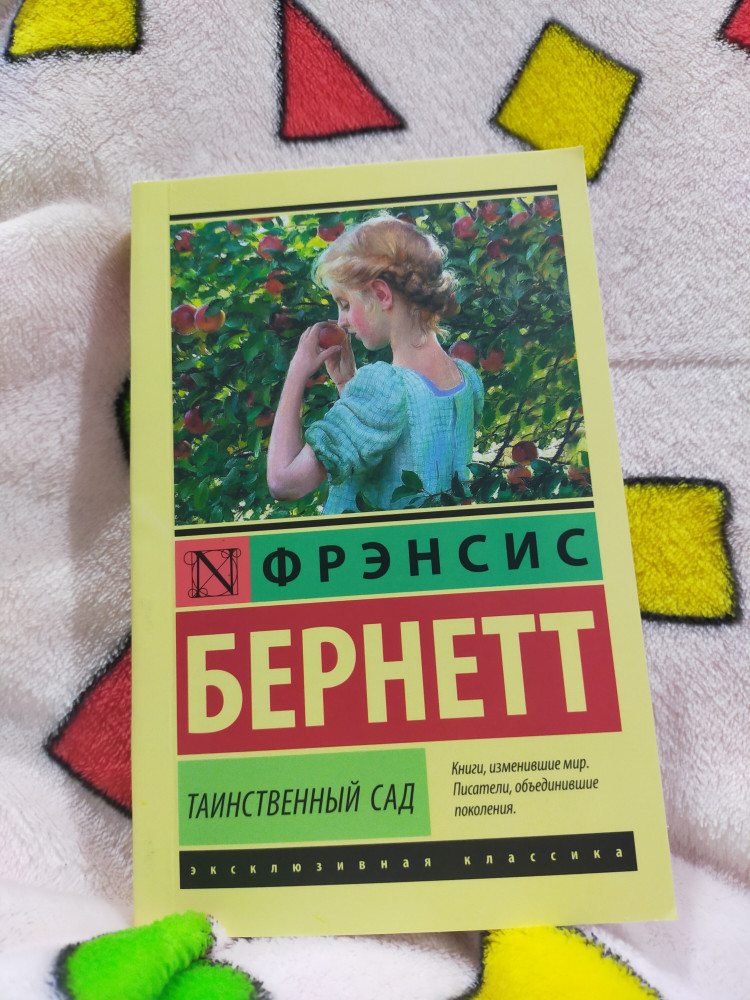 N ФРЭНСИС
БЕРНЕТТ
ТАИНСТВЕННЫЙ САД
Книги, изменившие мир.
Писатели, объединившие
поколения.
эксклюзивная классика